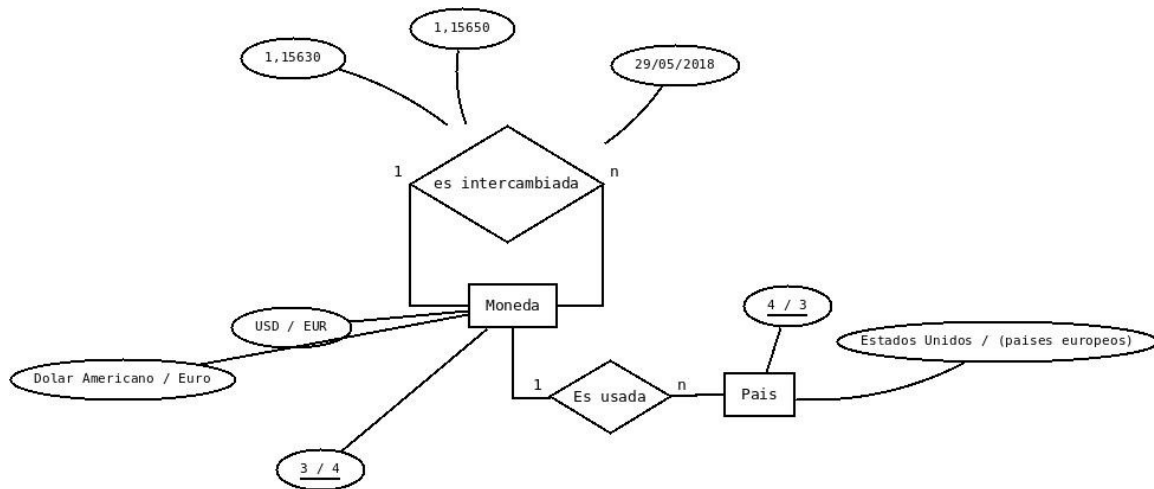 1,15650
1,15630
29/05/2018
1
n
es intercambiada
Moneda
4 / 3
USD / EUR
Estados Unidos / (paises europeos)
Dolar Americano / Euro
1
n
Es usada
Pais
3 / 4